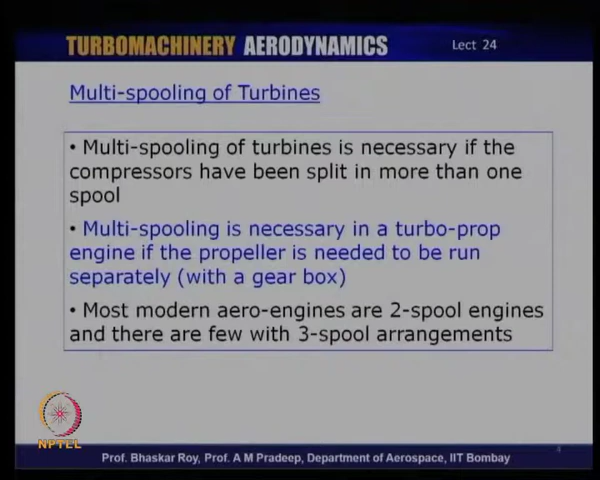 TURBOMACHINERY AERODYNAMICS
Lect 24
Multi-spooling of Turbines
• Multi-spooling of turbines is necessary if the
compressors have been split in more than one
spool
• Multi-spooling is necessary in a turbo-prop
engine if the propeller is needed to be run
separately (with a gear box)
• Most modern aero-engines are 2-spool engines
and there are few with 3-spool arrangements
NPTEL
Prof. Bhaskar Roy, Prof. A M Pradeep, Department of Aerospace, IIT Bombay